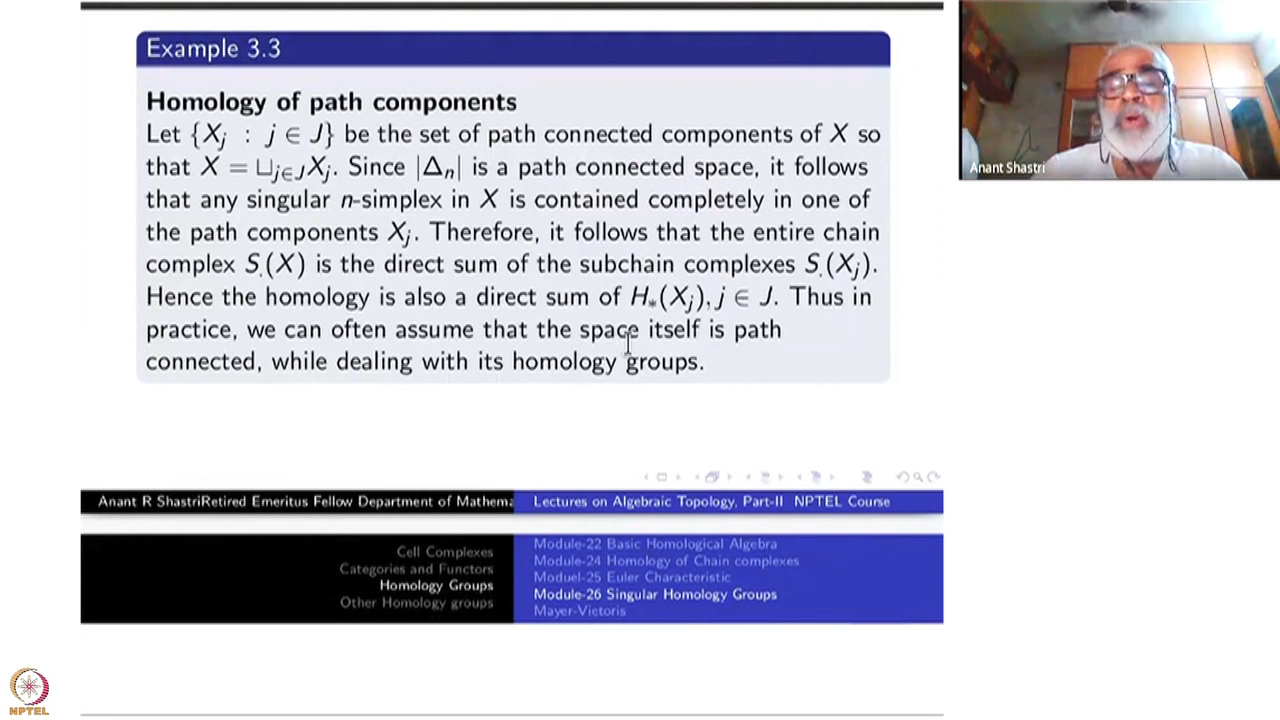 Example 3.3
Homology of path components
Let {X_j : j ∈ J} be the set of path connected components of X so
that X = ⊔_{j∈J}X_j. Since |Δ_n| is a path connected space, it follows
that any singular n-simplex in X is contained completely in one of
the path components X_j. Therefore, it follows that the entire chain
complex S.(X) is the direct sum of the subchain complexes S.(X_j).
Hence the homology is also a direct sum of H_*(X_j), j ∈ J. Thus in
practice, we can often assume that the space itself is path
connected, while dealing with its homology groups.
Anant Shastri
Anant R ShastriRetired Emeritus Fellow Department of Mathema
Lectures on Algebraic Topology, Part-II NPTEL Course
Cell Complexes
Categories and Functors
Homology Groups
Other Homology groups
Module-22 Basic Homological Algebra
Module-24 Homology of Chain complexes
Moduel-25 Euler Characteristic
Module-26 Singular Homology Groups
Mayer-Victoris
NPTEL